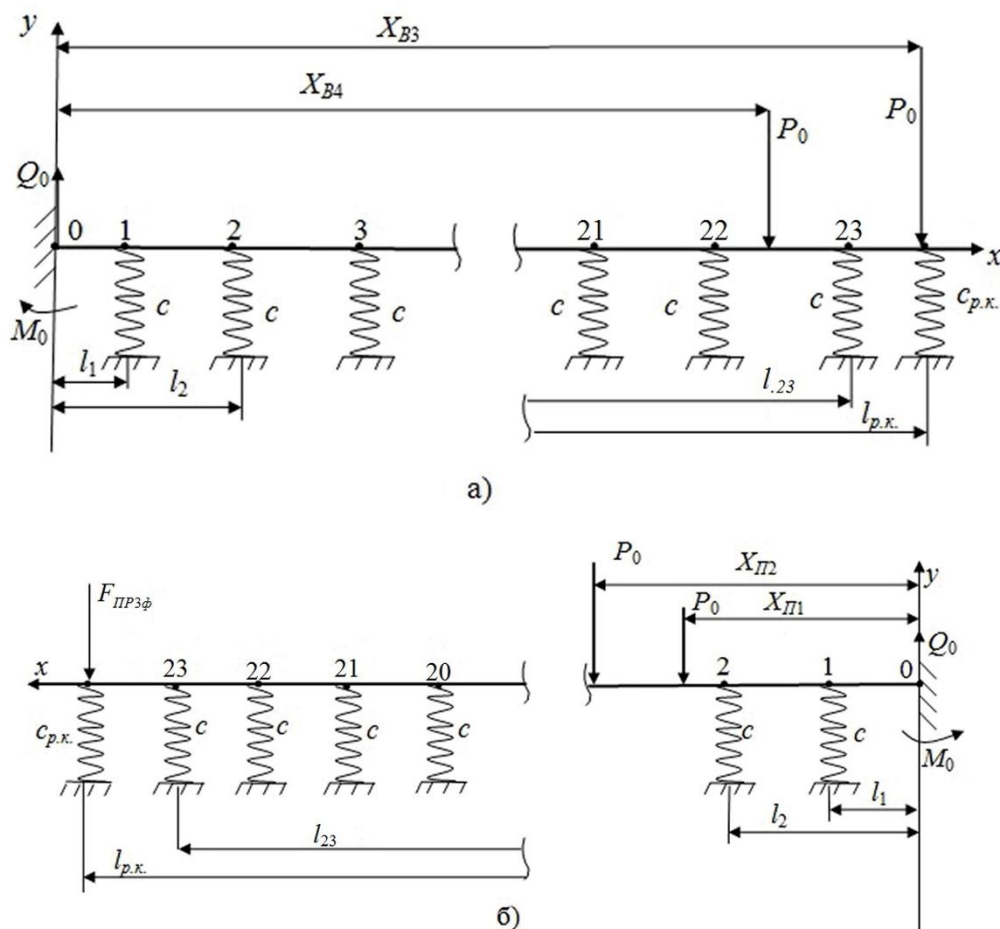 y
X_B3
X_B4
P_0
P_0
Q_0
0 1 2 3 21 22 23
x
c c c c c c c_р.к.
M_0
l_1
l_2
l_.23
l_р.к.
а)
P_0
X_П2
y
F_ПР3ф
P_0
X_П1
Q_0
x 23 22 21 20 2 1 0
c_р.к. c c c c c c
M_0
l_1
l_2
l_23
l_р.к.
б)